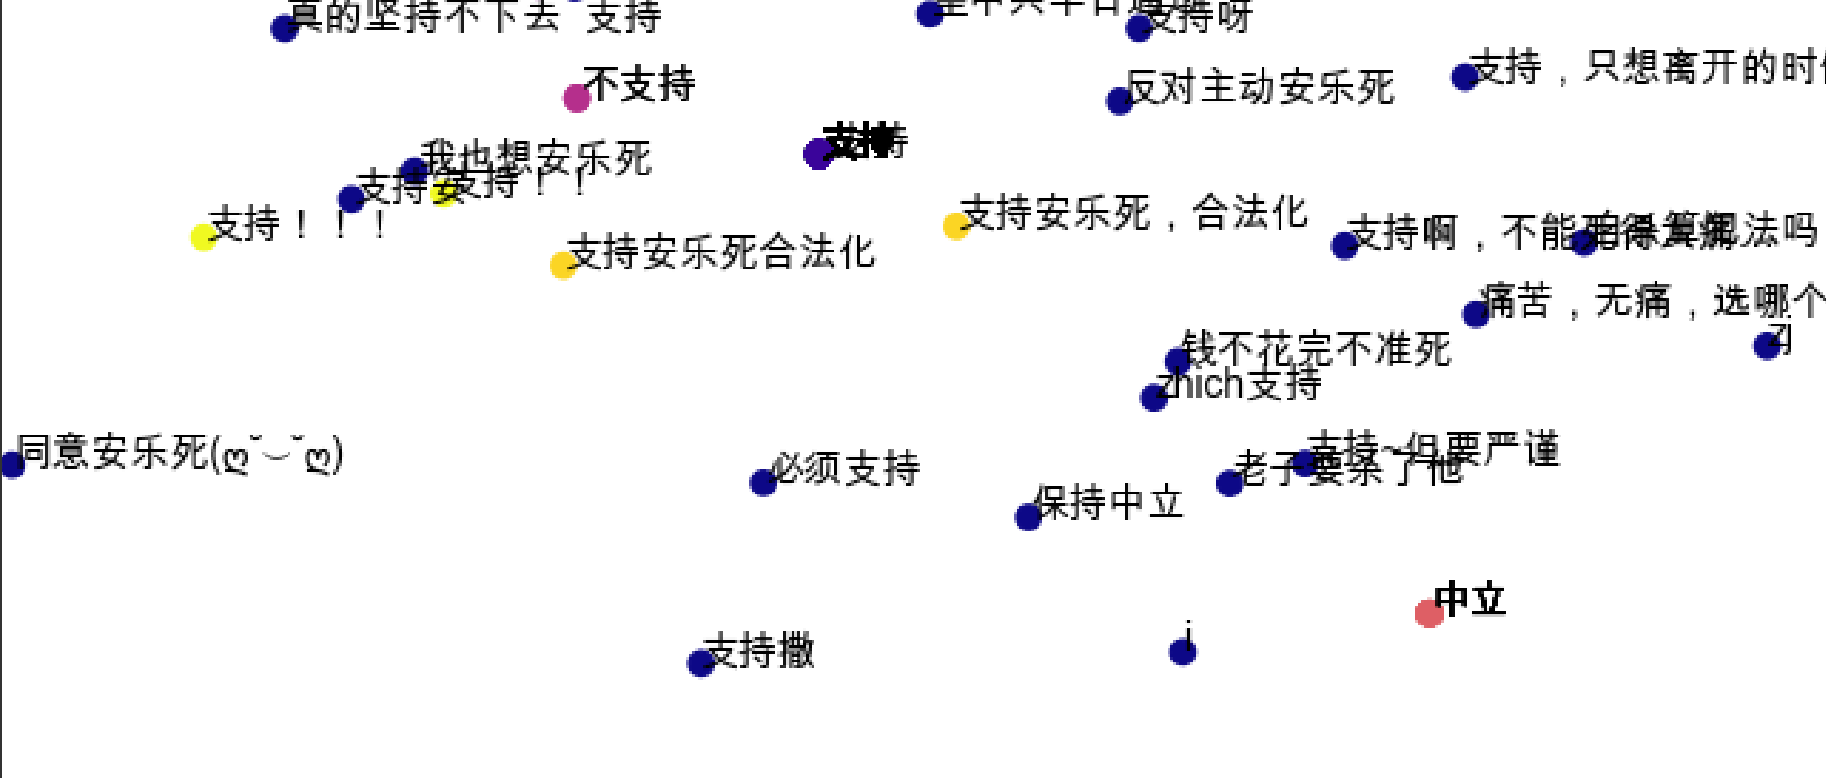 真的坚持不下去
支持
支持呀
不支持
反对主动安乐死
支持，只想离开的时
支持
我也想安乐死
支持安
支持！！
支持！！！
支持安乐死，合法化
支持安乐死合法化
支持啊，不能
法吗
痛苦，无痛，选哪个
zj
钱不花完不准死
zhich支持
同意安乐死(ღ˘⌣˘ღ)
必须支持
支持~但要严谨
老子要杀了他
保持中立
中立
支持撒
i